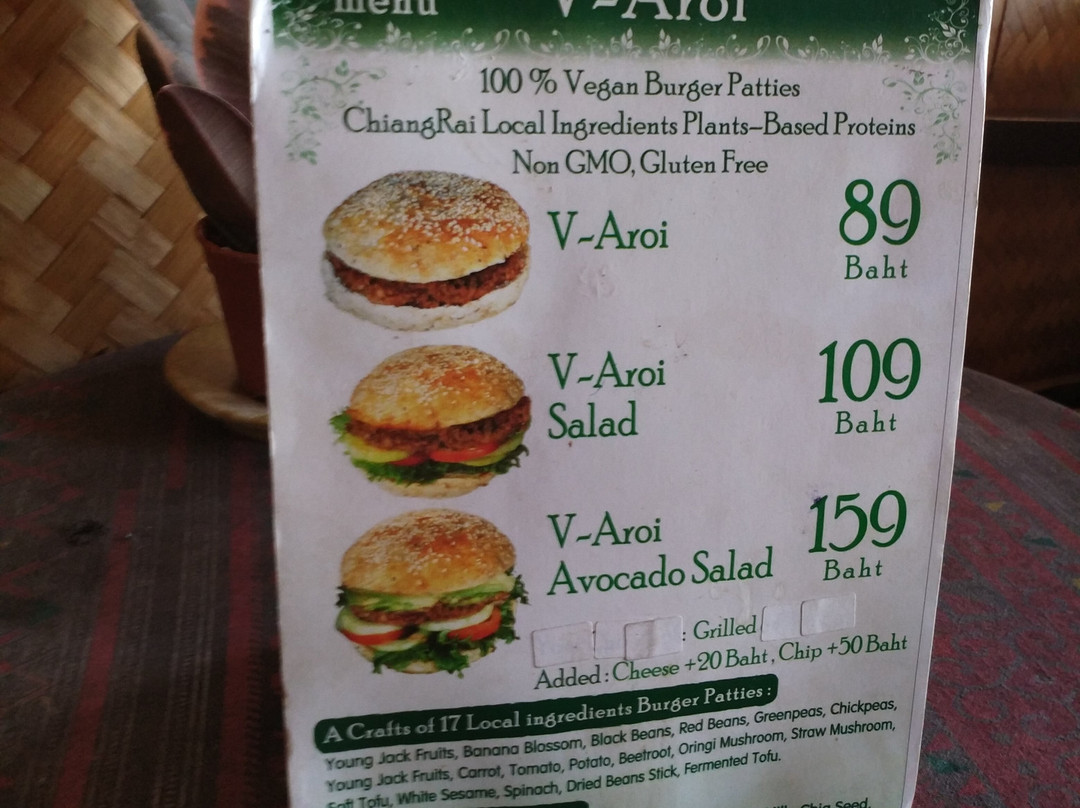 menu V~Aroi
100 % Vegan Burger Patties
ChiangRai Local Ingredients Plants-Based Proteins
Non GMO, Gluten Free
V~Aroi 89
Baht
V~Aroi 109
Salad Baht
V~Aroi 159
Avocado Salad Baht
: Grilled
Added : Cheese +20 Baht , Chip +50 Baht
A Crafts of 17 Local ingredients Burger Patties :
Young Jack Fruits, Banana Blossom, Black Beans, Red Beans, Greenpeas, Chickpeas,
Young Jack Fruits, Carrot, Tomato, Potato, Beetroot, Oringi Mushroom, Straw Mushroom,
Soft Tofu, White Sesame, Spinach, Dried Beans Stick, Fermented Tofu.
Chia Seed,